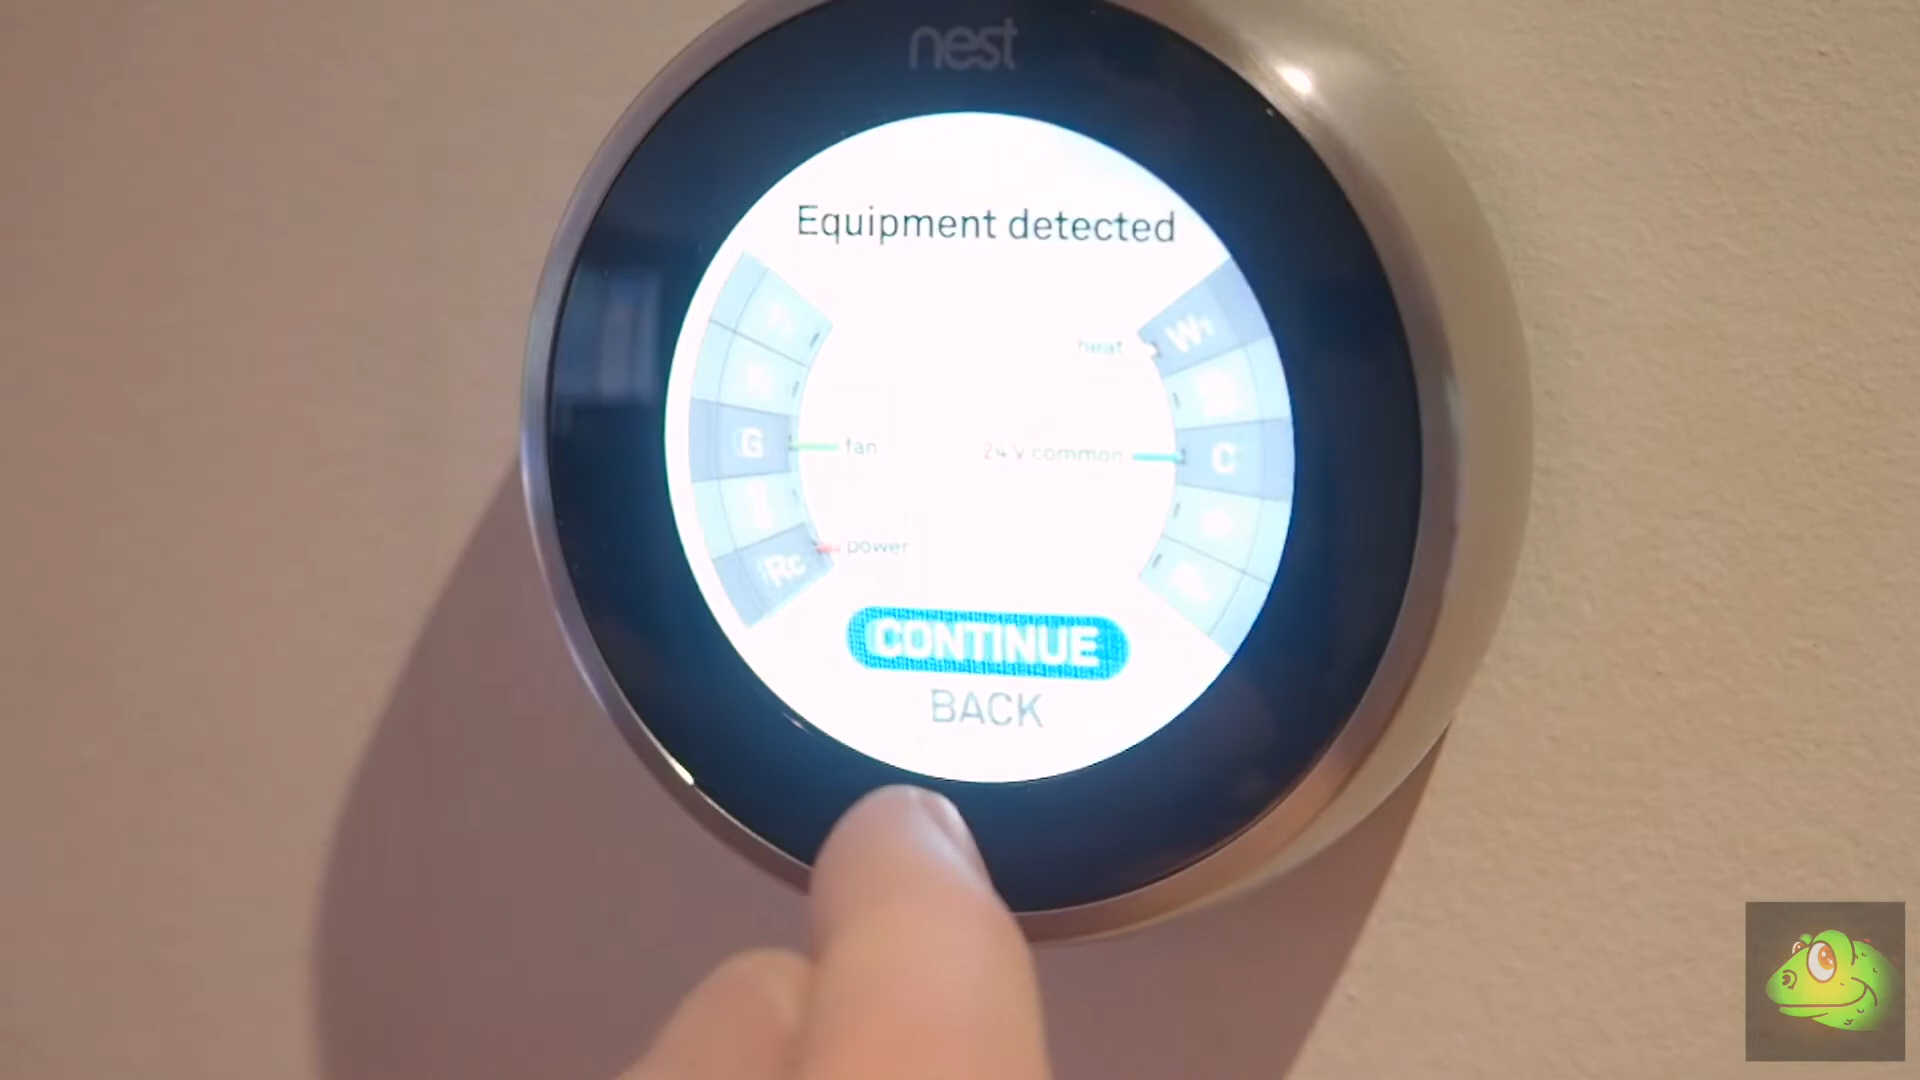 nest
Equipment detected
W1
heat
G
fan
24 V common
C
power
Rc
CONTINUE
BACK